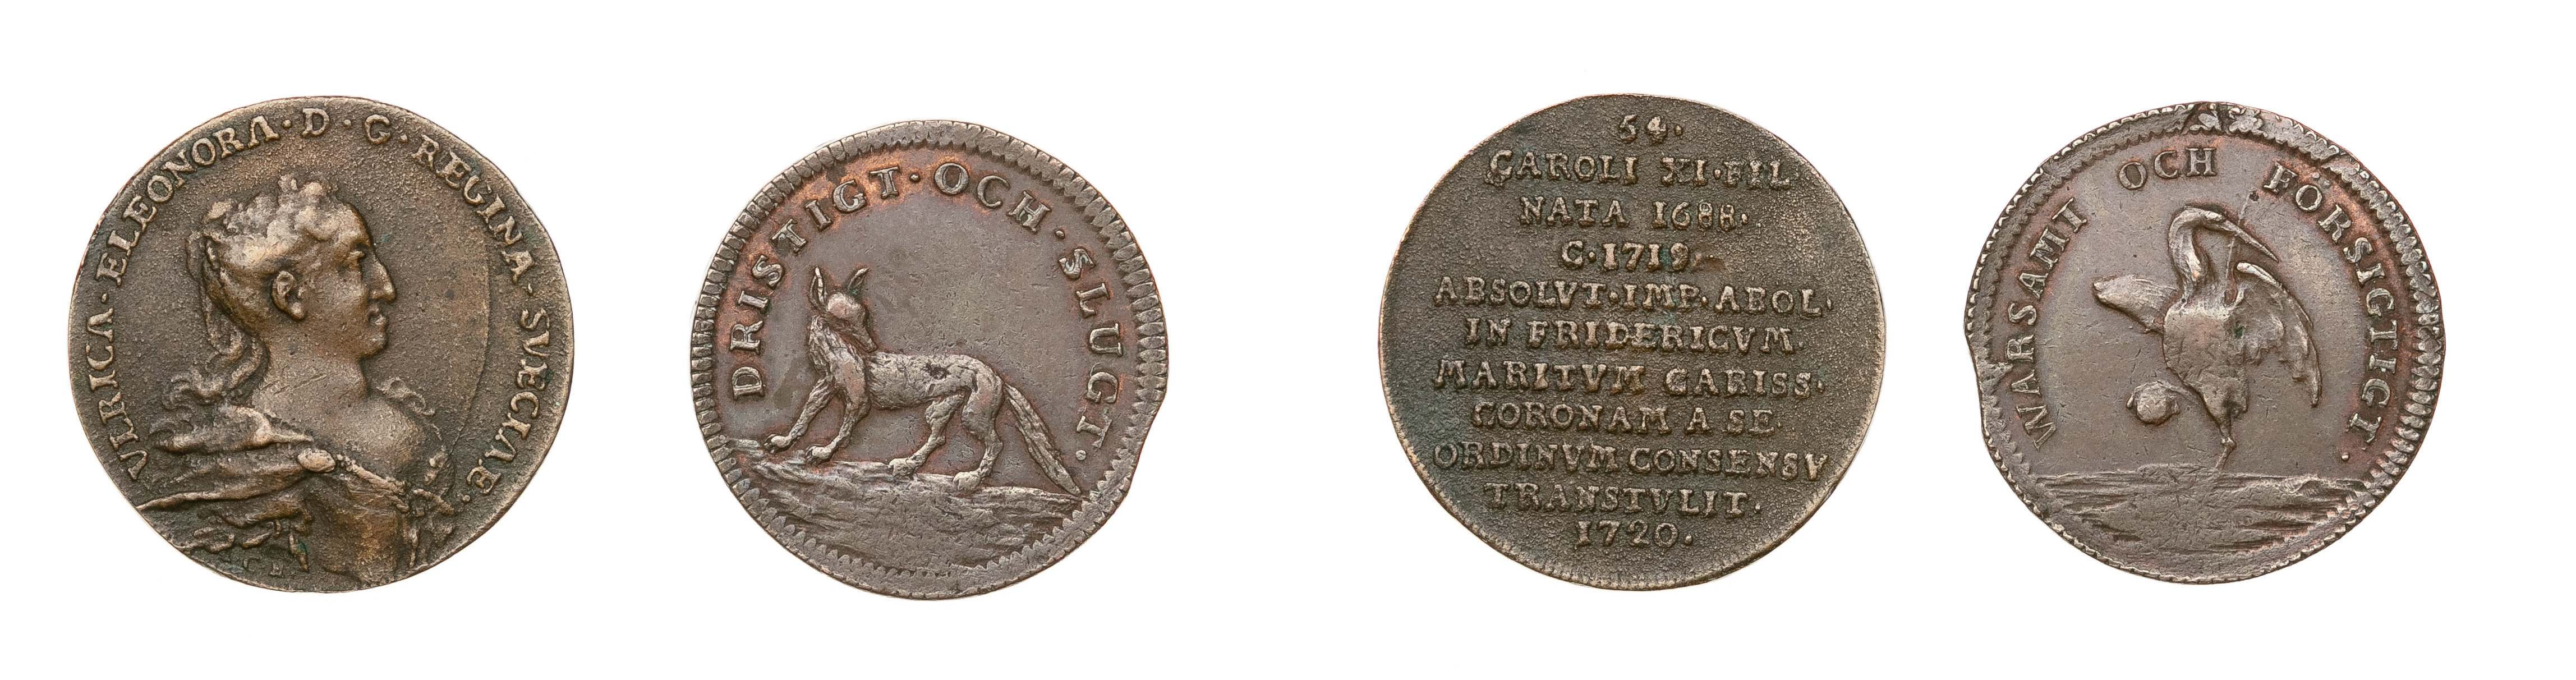 VLRICA·ELEONORA·D·G·REGINA·SVÆCIAE.
DRISTIGT·OCH·SLUGT.
54.
CAROLI XI·FIL
NATA 1688.
C·1719.
ABSOLVT·IMP·ABOL.
IN FRIDERICVM.
MARITVM CARISS.
CORONAM A SE
ORDINVM CONSENSV
TRANSTVLIT.
1720.
WARSAMT OCH FÖRSIGTIGT.